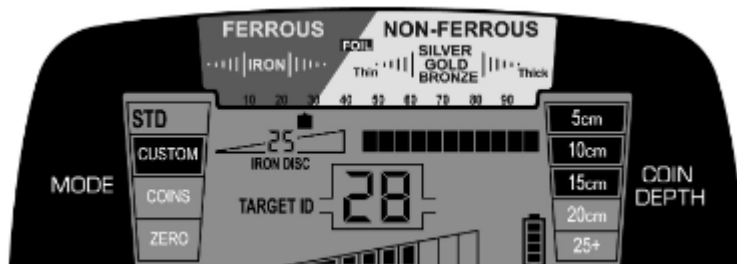 FERROUS NON-FERROUS
FOIL
IRON
Thin SILVER GOLD BRONZE Thick
10 20 30 40 50 60 70 80 90
STD
CUSTOM
COINS
ZERO
MODE
25
IRON DISC
TARGET ID 28
5cm
10cm
15cm
20cm
25+
COIN DEPTH